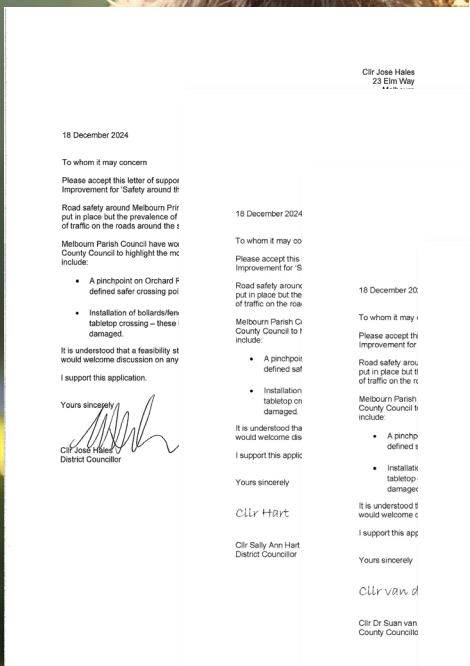 Cllr Jose Hales
23 Elm Way
18 December 2024
To whom it may concern
Please accept this letter of suppor
Improvement for 'Safety around th
Road safety around Melbourn Prir
put in place but the prevalence of
of traffic on the roads around the s
Melbourn Parish Council have wor
County Council to highlight the mo
include:
• A pinchpoint on Orchard R
defined safer crossing poi
• Installation of bollards/fenc
tabletop crossing – these
damaged.
It is understood that a feasibility st
would welcome discussion on any
I support this application.
Yours sincerely
Cllr Jose Hales
District Councillor
18 December 2024
To whom it may co
Please accept this
Improvement for 'S
Road safety around
put in place but the
of traffic on the road
Melbourn Parish Co
County Council to h
include:
• A pinchpoin
defined saf
• Installation
tabletop cr
damaged.
It is understood tha
would welcome dis
I support this applic
Yours sincerely
Cllr Hart
Cllr Sally Ann Hart
District Councillor
18 December 20
To whom it may
Please accept th
Improvement for
Road safety arou
put in place but t
of traffic on the ro
Melbourn Parish
County Council t
include:
• A pinchp
defined s
• Installatio
tabletop
damaged
It is understood t
would welcome d
I support this app
Yours sincerely
Cllr van d
Cllr Dr Suan van
County Councillo